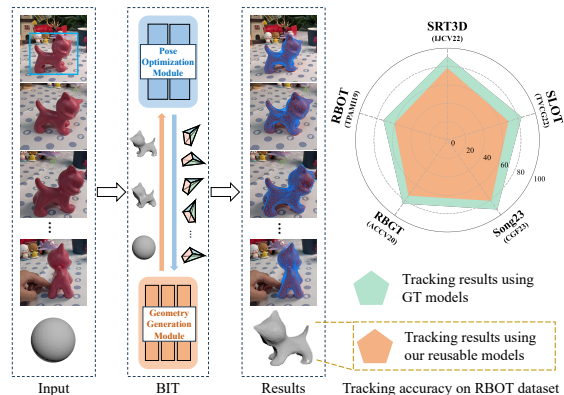 Pose
Optimization
Module
Geometry
Generation
Module
Input
BIT
Results
SRT3D
(IJCV22)
SLOT
(TVCG22)
Song23
(CGF23)
RBGT
(ACCV20)
RBOT
(TPAMI19)
0
20
40
60
80
100
Tracking results using
GT models
Tracking results using
our reusable models
Tracking accuracy on RBOT dataset